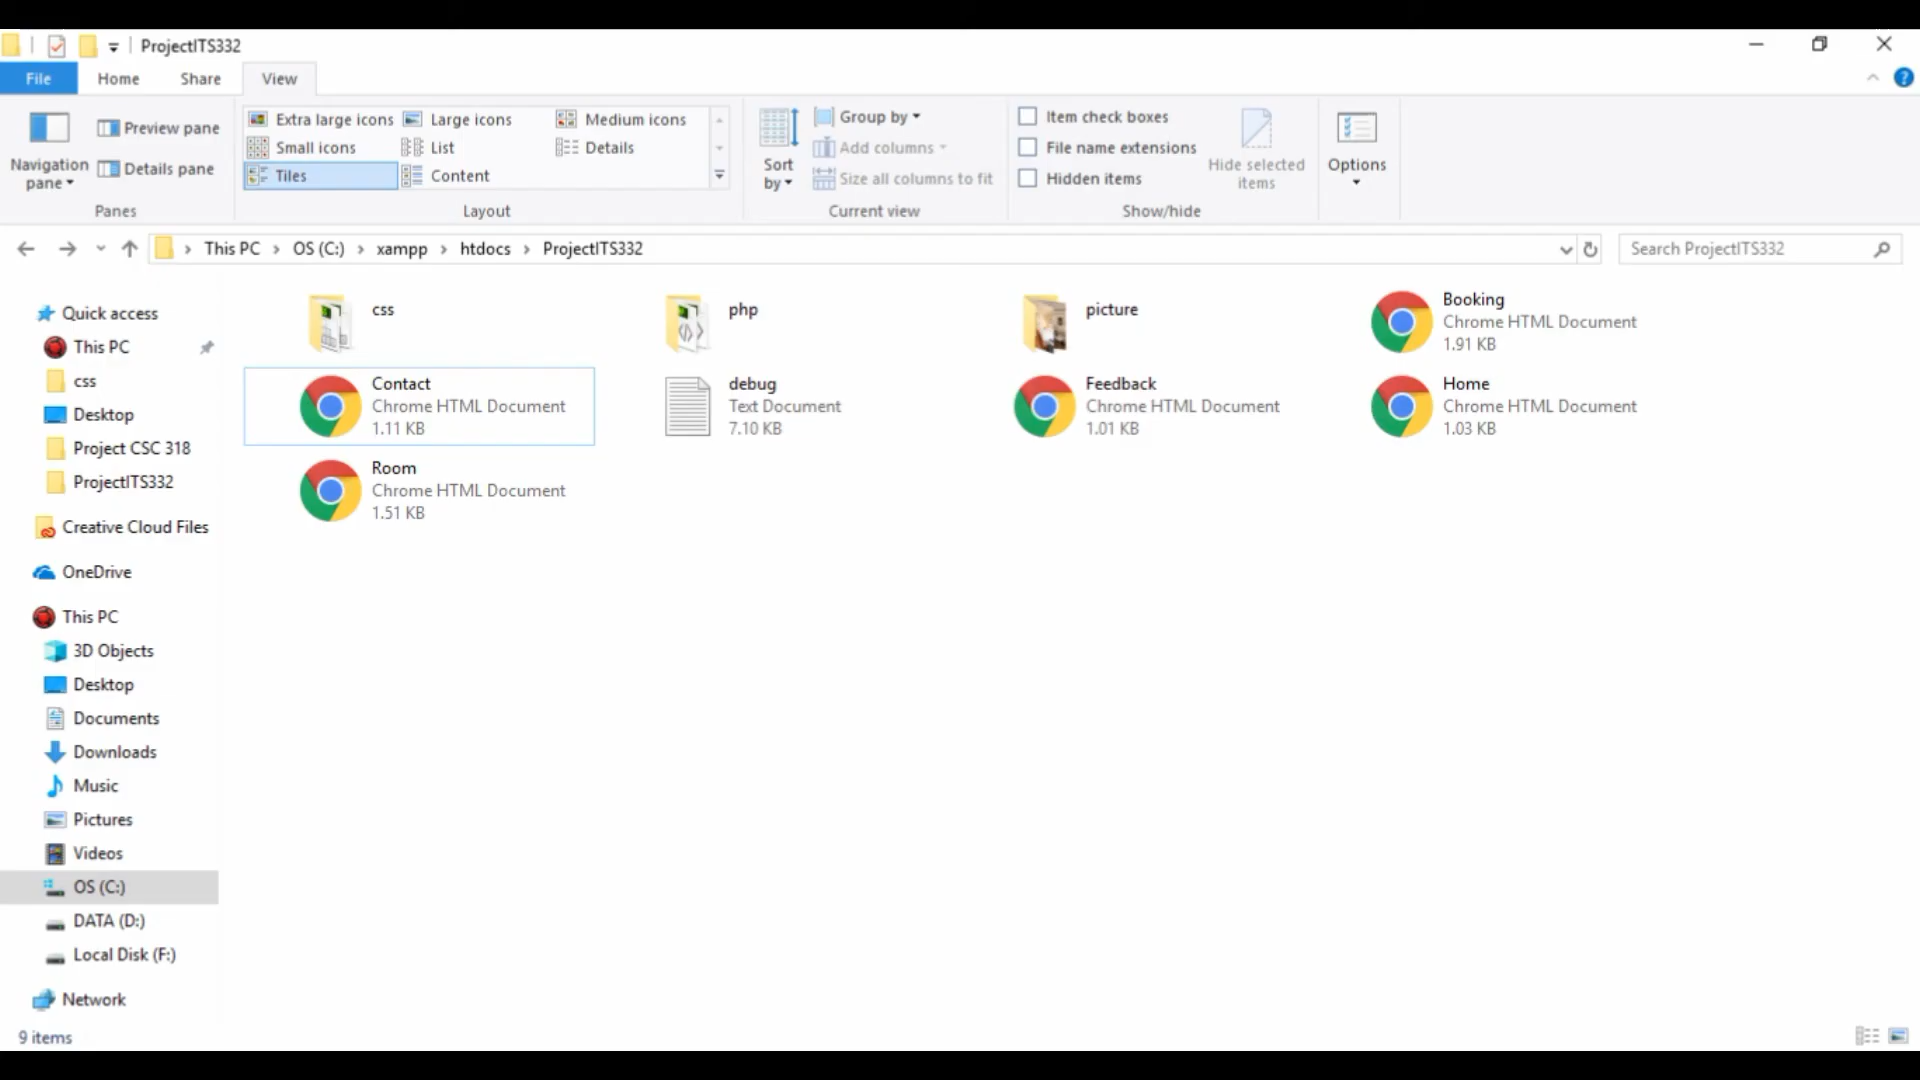 ProjectITS332
File Home Share View
Navigation pane
Preview pane
Details pane
Panes
Extra large icons Large icons Medium icons
Small icons List Details
Tiles Content
Layout
Sort by
Group by
Add columns
Size all columns to fit
Current view
Item check boxes
File name extensions
Hidden items
Hide selected items
Show/hide
Options
This PC > OS (C:) > xampp > htdocs > ProjectITS332
Search ProjectITS332
Quick access
This PC
css
Desktop
Project CSC 318
ProjectITS332
Creative Cloud Files
OneDrive
This PC
3D Objects
Desktop
Documents
Downloads
Music
Pictures
Videos
OS (C:)
DATA (D:)
Local Disk (F:)
Network
css
php
picture
Booking
Chrome HTML Document
1.91 KB
Contact
Chrome HTML Document
1.11 KB
debug
Text Document
7.10 KB
Feedback
Chrome HTML Document
1.01 KB
Home
Chrome HTML Document
1.03 KB
Room
Chrome HTML Document
1.51 KB
9 items